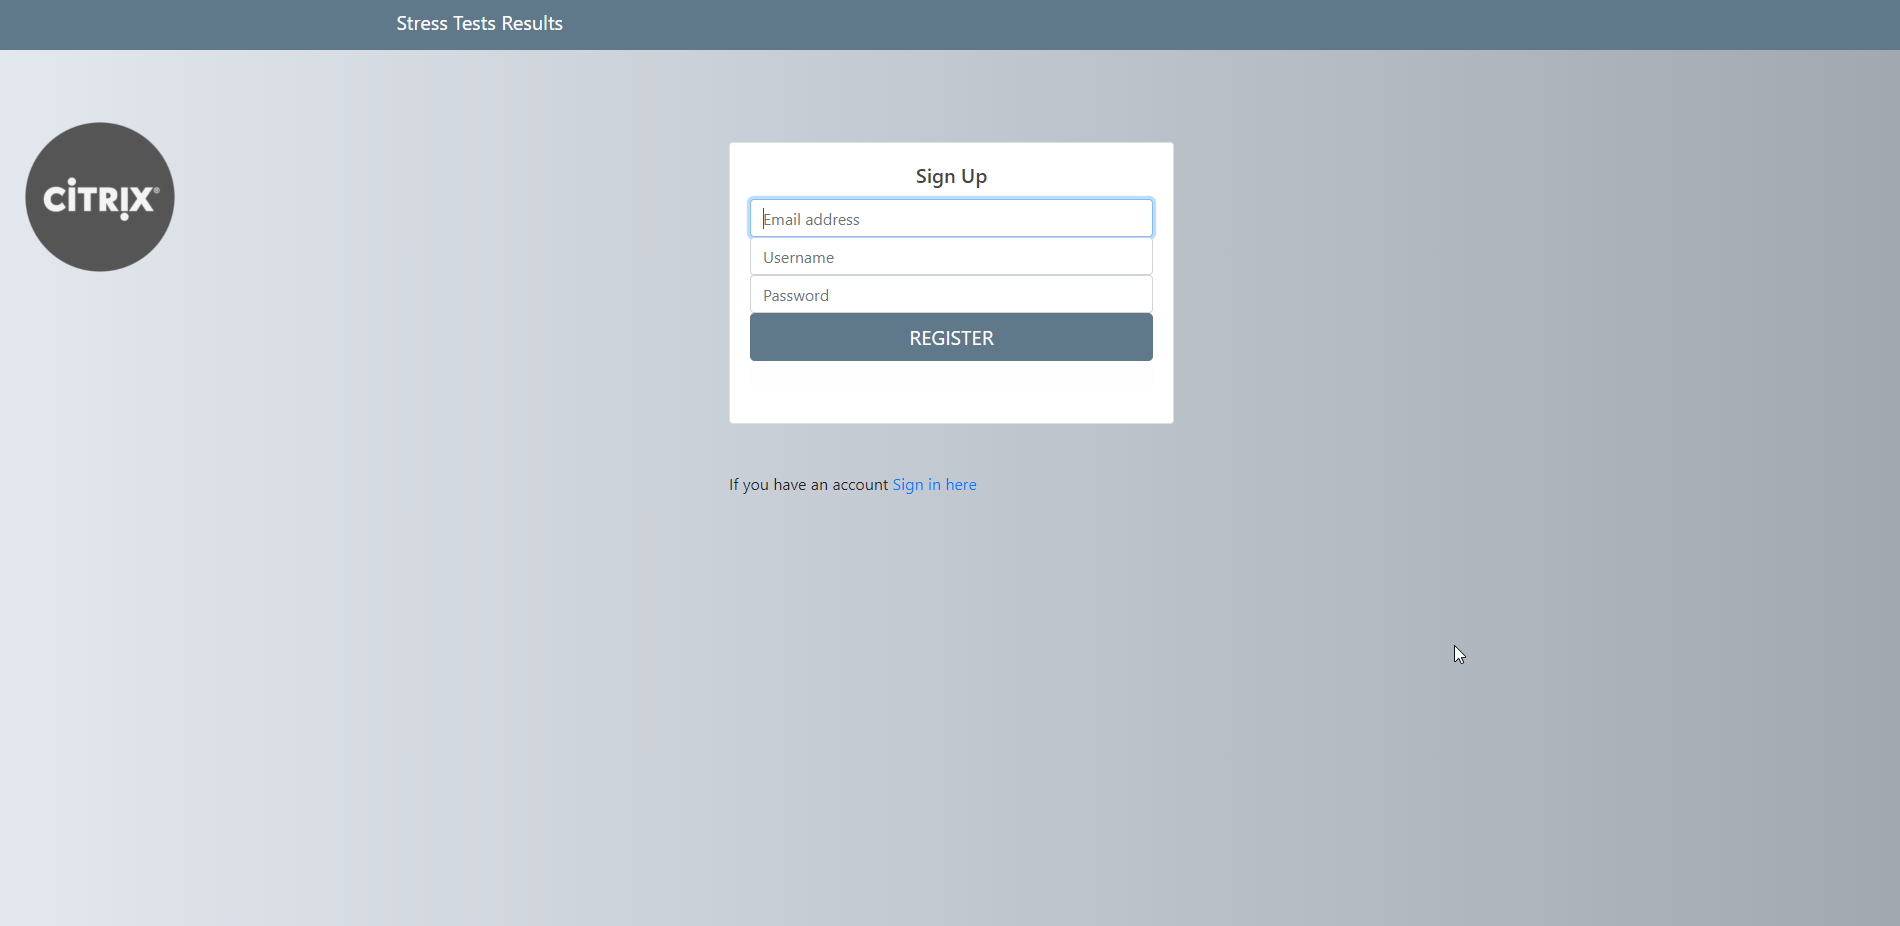 Stress Tests Results
CiTRIX®
Sign Up
Email address
Username
Password
REGISTER
If you have an account Sign in here